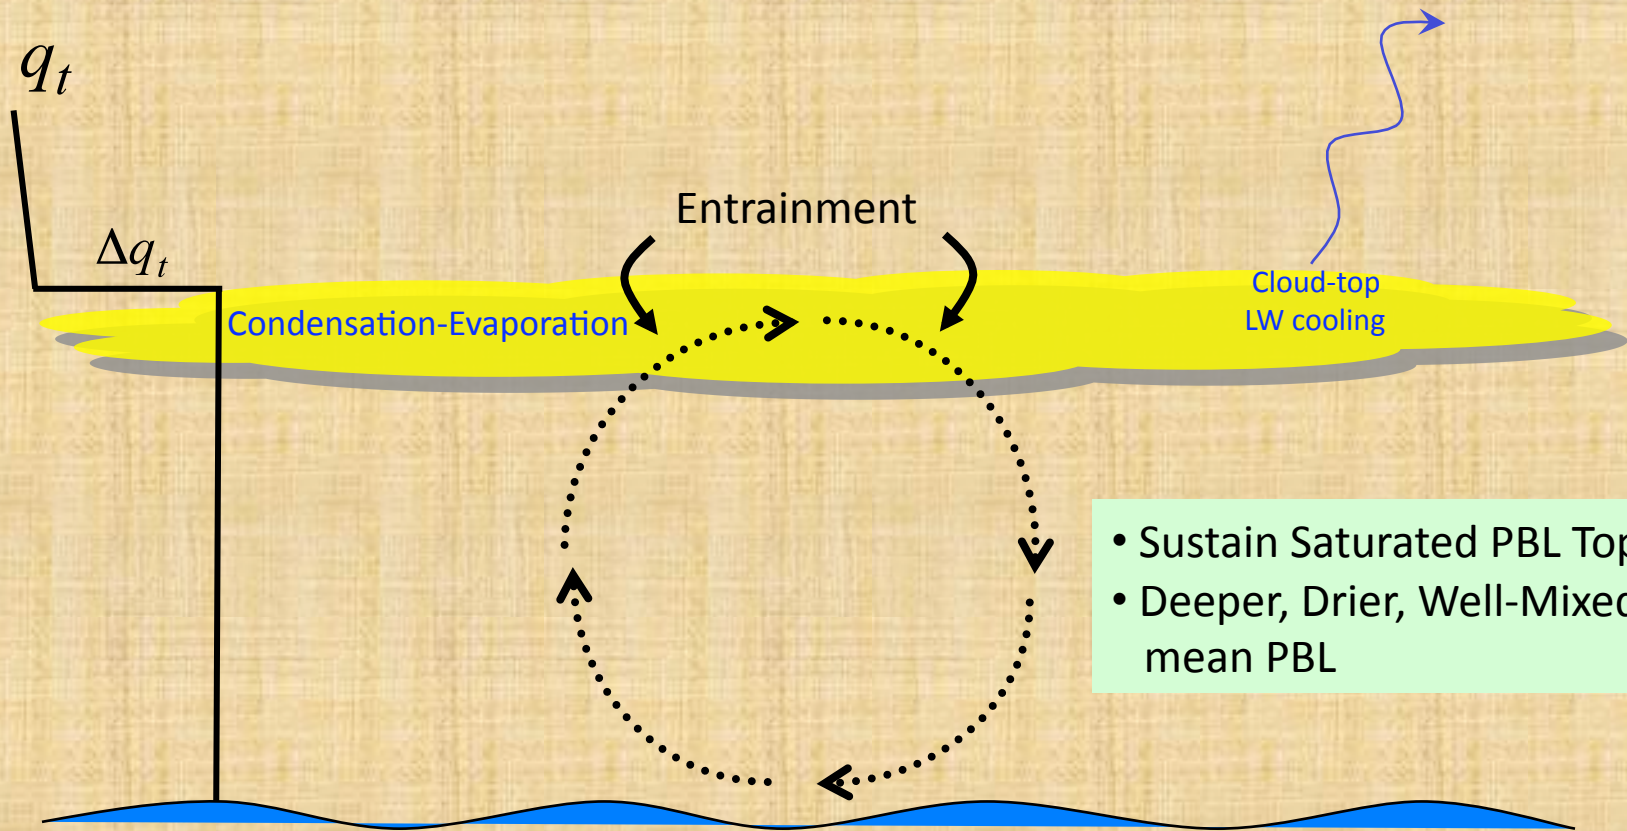 q_t
Entrainment
Δq_t
Cloud-top
LW cooling
Condensation-Evaporation
• Sustain Saturated PBL Top
• Deeper, Drier, Well-Mixed
mean PBL